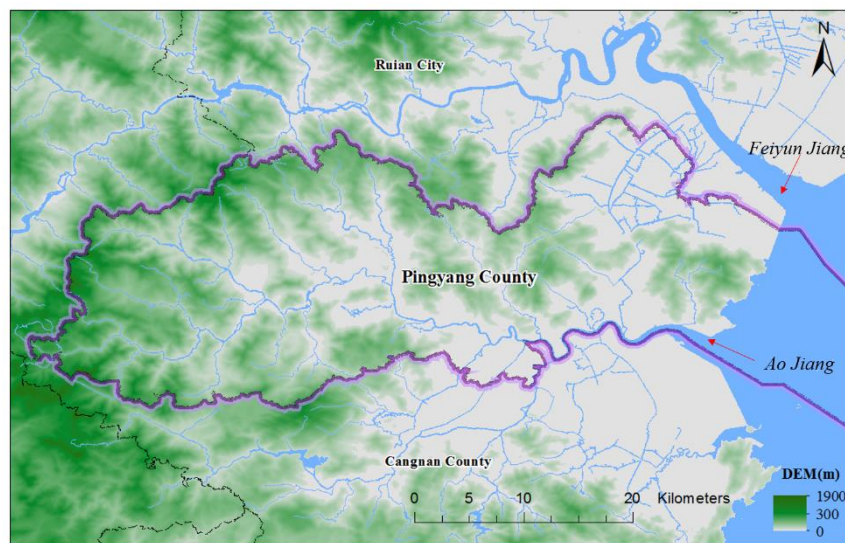 N
Ruian City
Feiyun Jiang
Pingyang County
Ao Jiang
Cangnan County
DEM(m)
1900
300
0
0 5 10 20 Kilometers